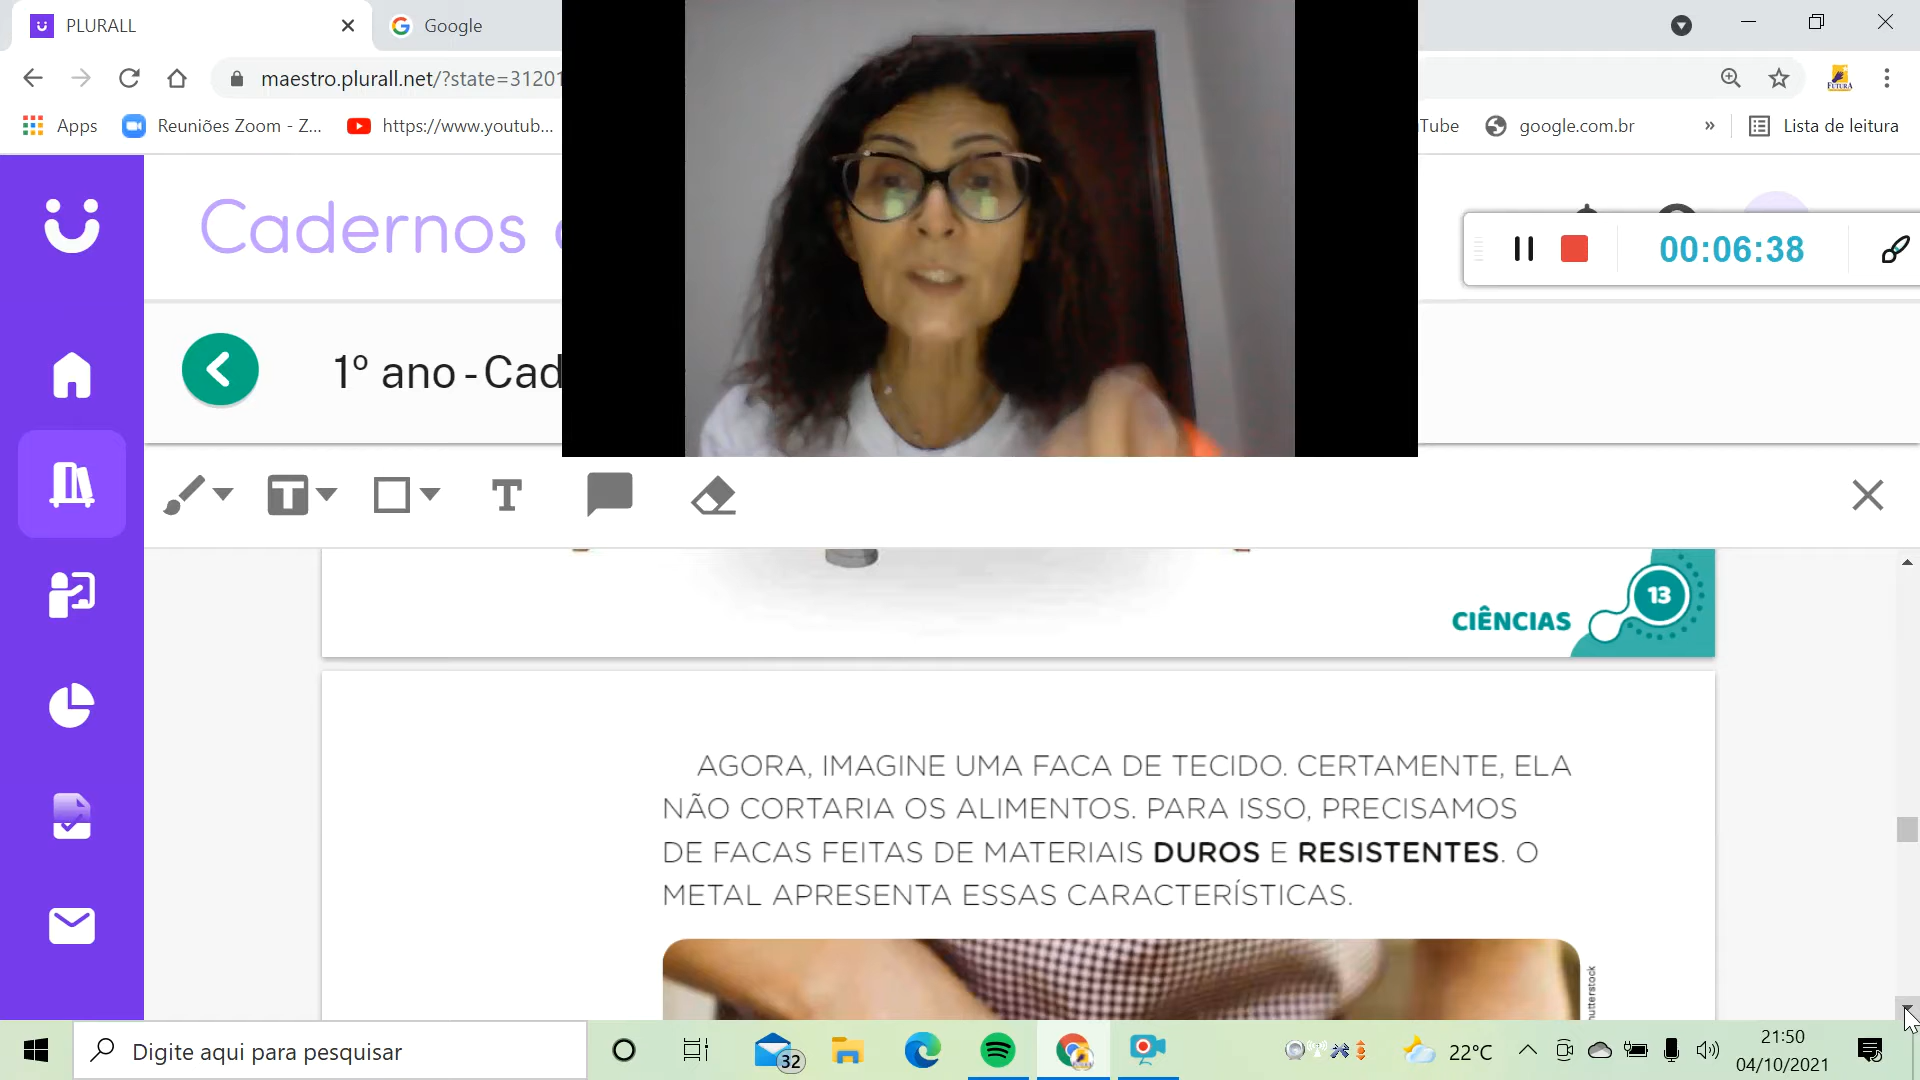 PLURALL
Google
maestro.plurall.net/?state=31201
Apps
Reuniões Zoom - Z...
https://www.youtub...
Tube
google.com.br
»
Lista de leitura
FUTURA
Cadernos
00:06:38
1º ano - Cad
CIÊNCIAS
13
AGORA, IMAGINE UMA FACA DE TECIDO. CERTAMENTE, ELA
NÃO CORTARIA OS ALIMENTOS. PARA ISSO, PRECISAMOS
DE FACAS FEITAS DE MATERIAIS DUROS E RESISTENTES. O
METAL APRESENTA ESSAS CARACTERÍSTICAS.
Digite aqui para pesquisar
32
22°C
21:50
04/10/2021